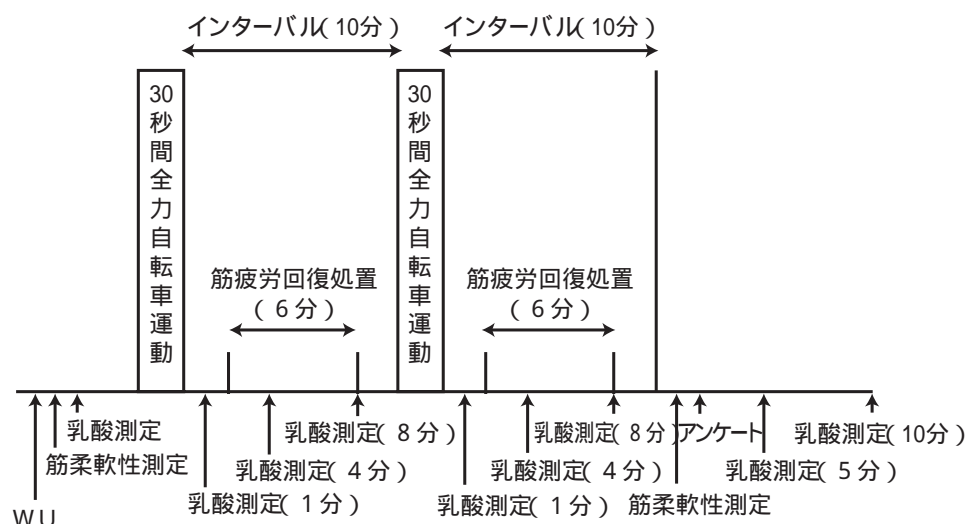 インターバル(10分)
インターバル(10分)
30秒間全力自転車運動
30秒間全力自転車運動
筋疲労回復処置
(6分)
筋疲労回復処置
(6分)
乳酸測定
乳酸測定(8分)
乳酸測定(8分)
アンケート
乳酸測定(10分)
筋柔軟性測定
乳酸測定(4分)
乳酸測定(4分)
乳酸測定(5分)
乳酸測定(1分)
乳酸測定(1分)
筋柔軟性測定
WU